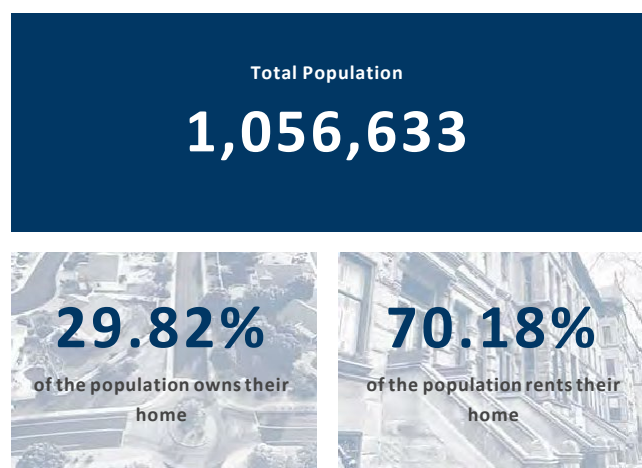 Total Population
1,056,633
29.82%
of the population owns their
home
70.18%
of the population rents their
home